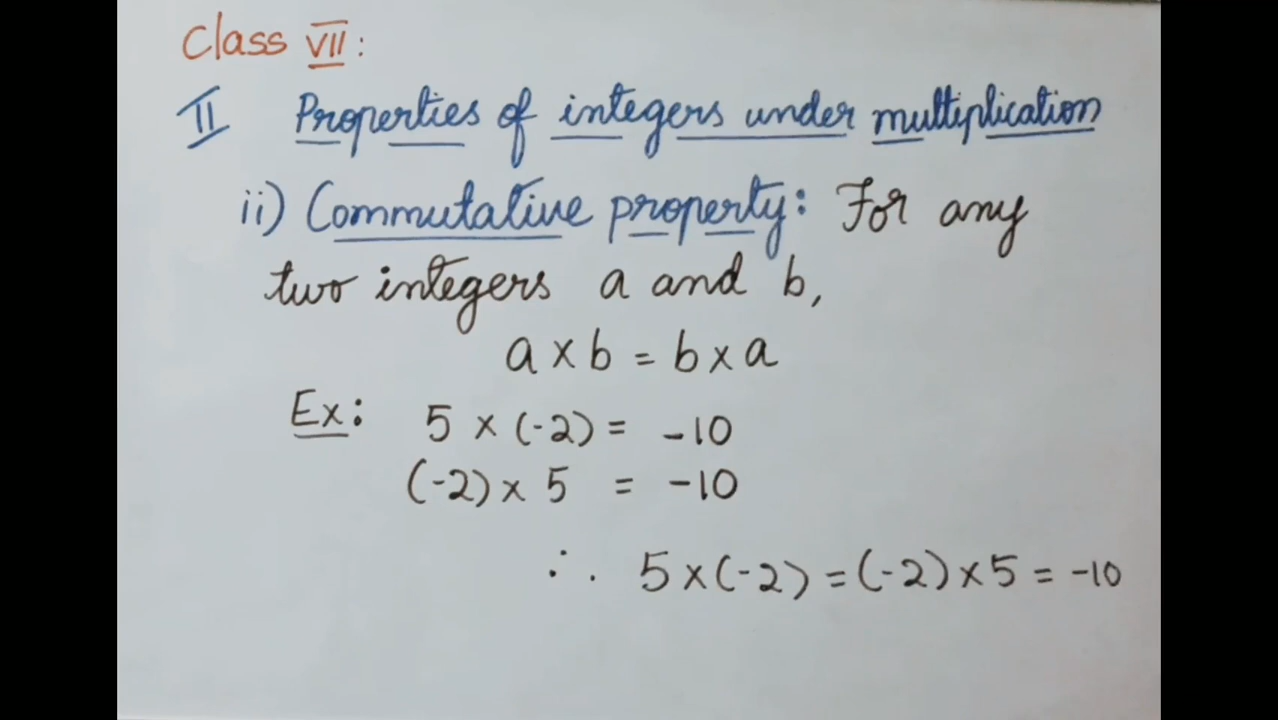 Class VII:
II Properties of integers under multiplication
ii) Commutative property: For any
two integers a and b,
a × b = b × a
Ex: 5 × (-2) = -10
(-2) × 5 = -10
∴ 5 × (-2) = (-2) × 5 = -10